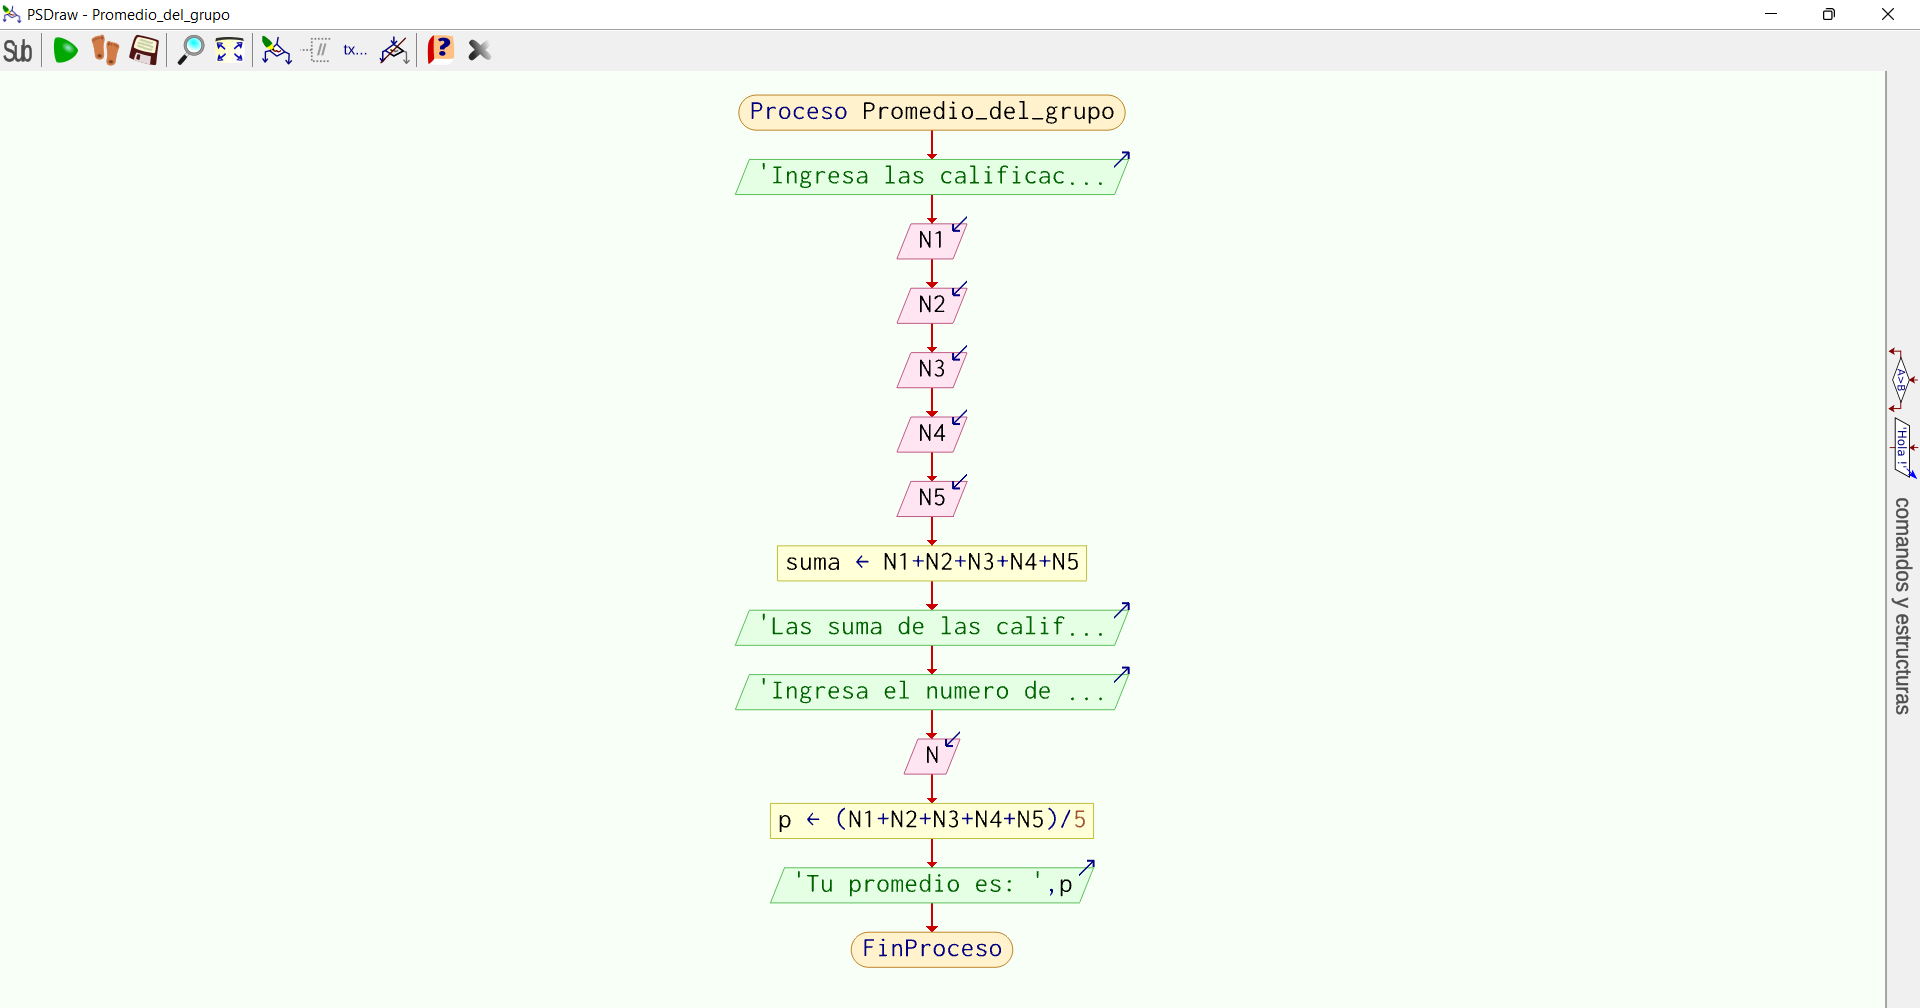 PSDraw - Promedio_del_grupo
Sub
tx...
Proceso Promedio_del_grupo
'Ingresa las calificac...
N1
N2
N3
N4
N5
suma ← N1+N2+N3+N4+N5
'Las suma de las calif...
'Ingresa el numero de ...
N
p ← (N1+N2+N3+N4+N5)/5
'Tu promedio es: ',p
FinProceso
A>B
'Hola !'
comandos y estructuras